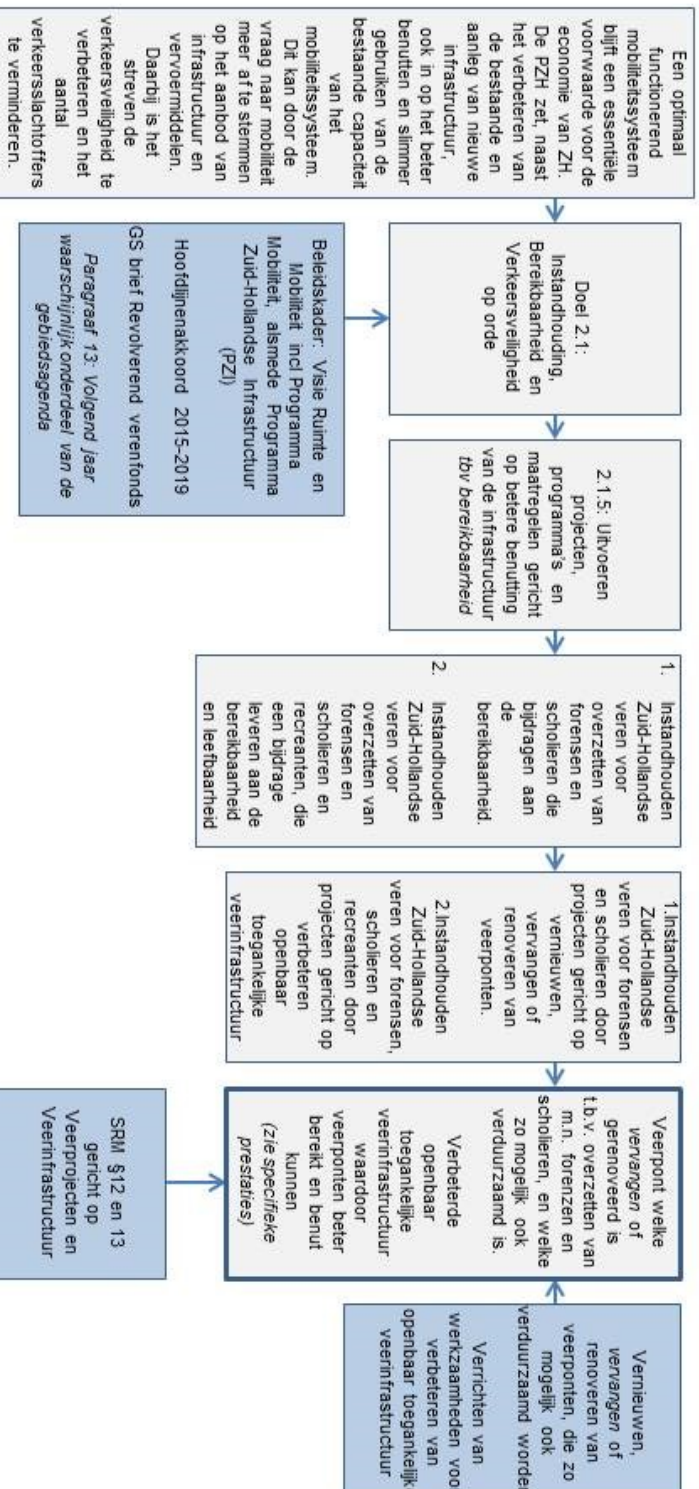 Een optimaal
functionerend
mobiliteitssysteem
blijft een essentiële
voorwaarde voor de
economie van ZH.
De PZH zet, naast
het verbeteren van
de bestaande en
aanleg van nieuwe
infrastructuur,
ook in op het beter
benutten en slimmer
gebruiken van de
bestaande capaciteit
van het
mobiliteitssysteem.
Dit kan door de
vraag naar mobiliteit
meer af te stemmen
op het aanbod van
infrastructuur en
vervoermiddelen.
Daarbij is het
streven de
verkeersveiligheid te
verbeteren en het
aantal
verkeersslachtoffers
te verminderen.
Doel 2.1:
Instandhouding,
Bereikbaarheid en
Verkeersveiligheid
op orde
Beleidskader: Visie Ruimte en
Mobiliteit incl Programma
Mobiliteit, alsmede Programma
Zuid-Hollandse Infrastructuur
(PZI)
Hoofdlijnenakkoord 2015-2019
GS brief Revolverend verenfonds
Paragraaf 13: Volgend jaar
waarschijnlijk onderdeel van de
gebiedsagenda
2.1.5: Uitvoeren
projecten,
programma's en
maatregelen gericht
op betere benutting
van de infrastructuur
tbv bereikbaarheid
1. Instandhouden
Zuid-Hollandse
veren voor
overzetten van
forensen en
scholieren die
bijdragen aan
de
bereikbaarheid.
2. Instandhouden
Zuid-Hollandse
veren voor
overzetten van
forensen en
scholieren en
recreanten, die
een bijdrage
leveren aan de
bereikbaarheid
en leefbaarheid
1.Instandhouden
Zuid-Hollandse
veren voor forensen
en scholieren door
projecten gericht op
vernieuwen,
vervangen of
renoveren van
veerponten.
2.Instandhouden
Zuid-Hollandse
veren voor forensen,
scholieren en
recreanten door
projecten gericht op
verbeteren
openbaar
toegankelijke
veerinfrastructuur
Veerpont welke
vervangen of
gerenoveerd is
t.b.v. overzetten van
m.n. forenzen en
scholieren, en welke
zo mogelijk ook
verduurzaamd is.
Verbeterde
openbaar
toegankelijke
veerinfrastructuur
waardoor
veerponten beter
bereikt en benut
kunnen
(zie specifieke
prestaties)
SRM §12 en 13
gericht op
Veerprojecten en
Veerinfrastructuur
Vernieuwen,
vervangen of
renoveren van
veerponten, die zo
mogelijk ook
verduurzaamd worden
Verrichten van
werkzaamheden voo
verbeteren van
openbaar toegankelijk
veerinfrastructuur